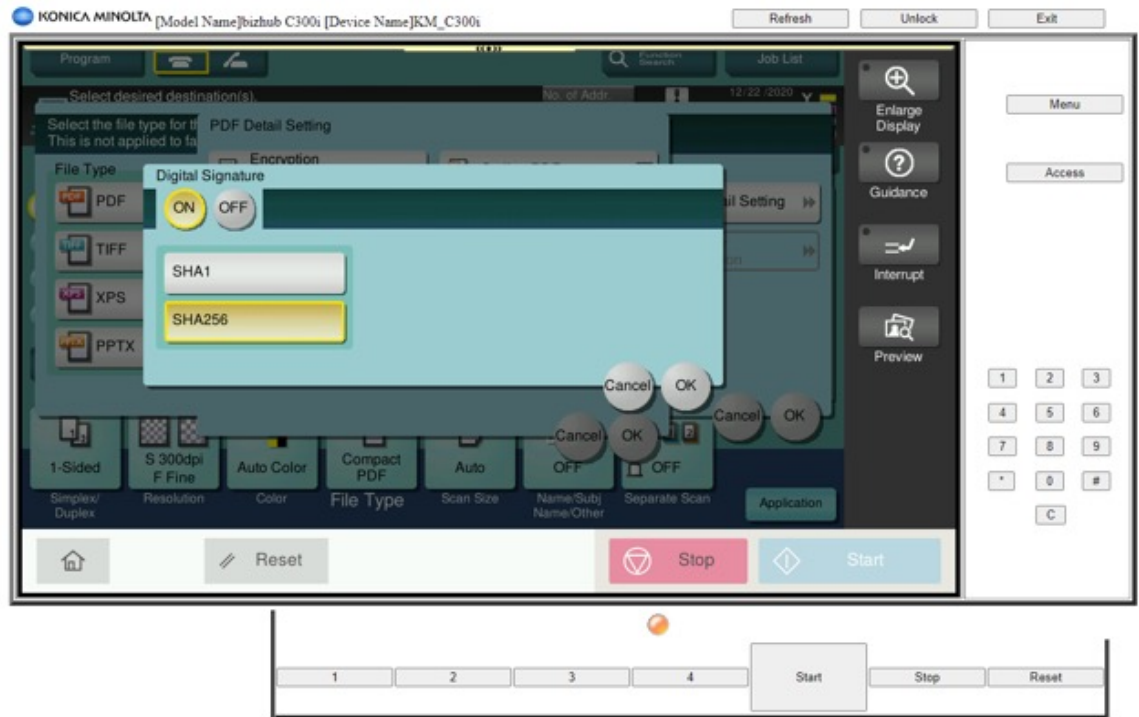 KONICA MINOLTA [Model Name]bizhub C300i [Device Name]KM_C300i
Refresh
Unlock
Exit
Program
Function Search
Job List
Select desired destination(s).
No. of Addr.
12/22 /2020
Select the file type for
This is not applied to fa
PDF Detail Setting
Encryption
File Type
Digital Signature
ON
OFF
PDF
TIFF
XPS
PPTX
SHA1
SHA256
ail Setting
Cancel
OK
Cancel
OK
Cancel
OK
1-Sided
S 300dpi
F Fine
Auto Color
Compact
PDF
Auto
OFF
OFF
Simplex/
Duplex
Resolution
Color
File Type
Scan Size
Name/Subj
Name/Other
Separate Scan
Application
Enlarge
Display
Guidance
Interrupt
Preview
Reset
Stop
Start
Menu
Access
1 2 3
4 5 6
7 8 9
* 0 #
C
1 2 3 4 Start Stop Reset